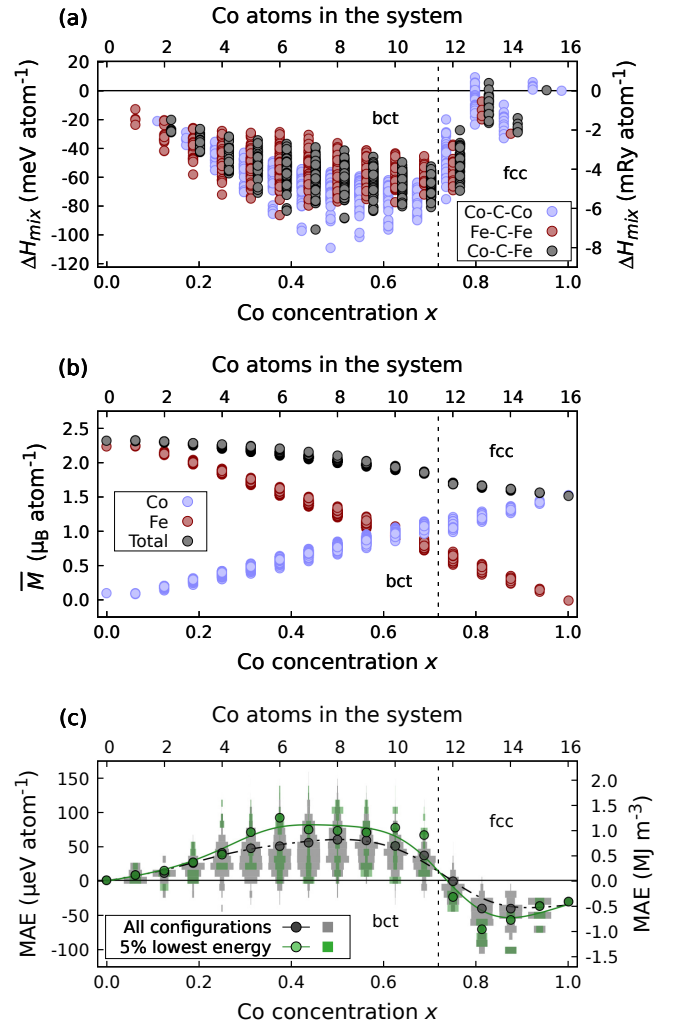 (a)
Co atoms in the system
0 2 4 6 8 10 12 14 16
20
0
-20
-40
-60
-80
-100
-120
ΔH_mix (meV atom⁻¹)
0
-2
-4
-6
-8
ΔH_mix (mRy atom⁻¹)
bct
fcc
Co-C-Co
Fe-C-Fe
Co-C-Fe
0.0 0.2 0.4 0.6 0.8 1.0
Co concentration x
(b)
Co atoms in the system
0 2 4 6 8 10 12 14 16
2.5
2.0
1.5
1.0
0.5
0.0
M̅ (μB atom⁻¹)
fcc
Co
Fe
Total
bct
0.0 0.2 0.4 0.6 0.8 1.0
Co concentration x
(c)
Co atoms in the system
0 2 4 6 8 10 12 14 16
150
100
50
0
-50
-100
MAE (μeV atom⁻¹)
2.0
1.5
1.0
0.5
0.0
-0.5
-1.0
-1.5
MAE (MJ m⁻³)
fcc
bct
All configurations
5% lowest energy
0.0 0.2 0.4 0.6 0.8 1.0
Co concentration x